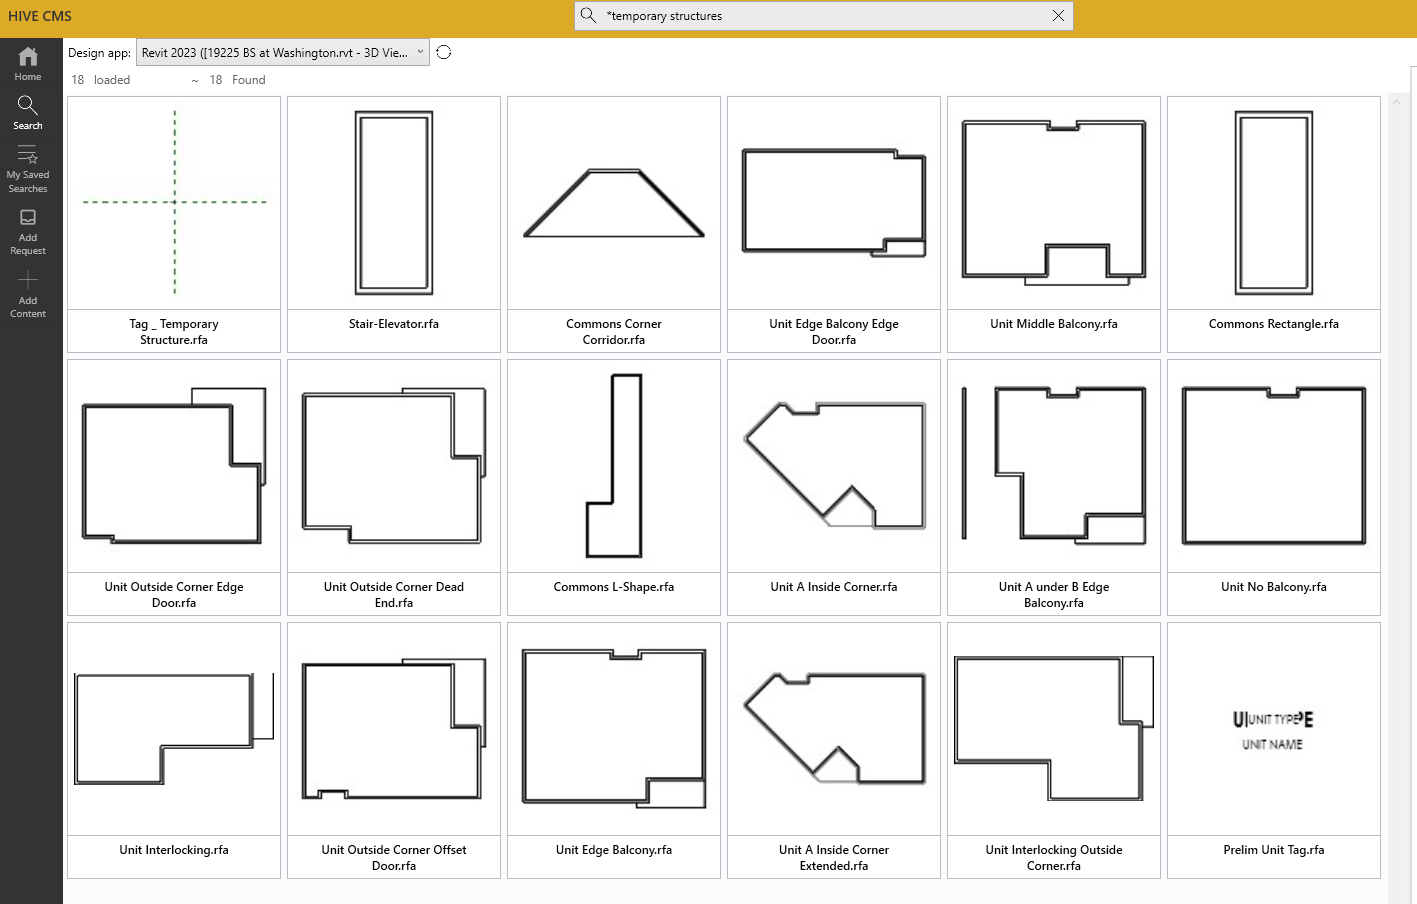 HIVE CMS
*temporary structures
Design app:
Revit 2023 ([19225 BS at Washington.rvt - 3D Vie...
18 loaded ~ 18 Found
Home
Search
My Saved
Searches
Add
Request
Add
Content
Tag _ Temporary
Structure.rfa
Stair-Elevator.rfa
Commons Corner
Corridor.rfa
Unit Edge Balcony Edge
Door.rfa
Unit Middle Balcony.rfa
Commons Rectangle.rfa
Unit Outside Corner Edge
Door.rfa
Unit Outside Corner Dead
End.rfa
Commons L-Shape.rfa
Unit A Inside Corner.rfa
Unit A under B Edge
Balcony.rfa
Unit No Balcony.rfa
Unit Interlocking.rfa
Unit Outside Corner Offset
Door.rfa
Unit Edge Balcony.rfa
Unit A Inside Corner
Extended.rfa
Unit Interlocking Outside
Corner.rfa
UNIT TYPE
UNIT NAME
Prelim Unit Tag.rfa